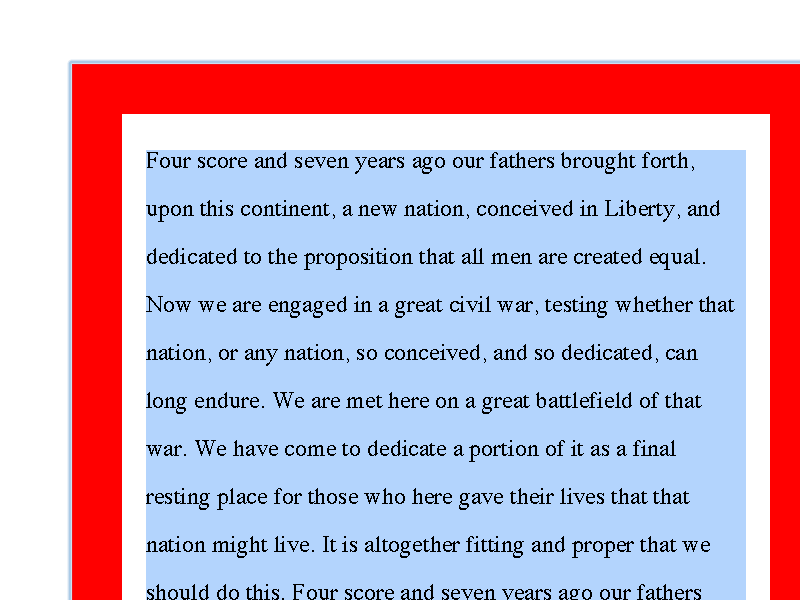 Four score and seven years ago our fathers brought forth,
upon this continent, a new nation, conceived in Liberty, and
dedicated to the proposition that all men are created equal.
Now we are engaged in a great civil war, testing whether that
nation, or any nation, so conceived, and so dedicated, can
long endure. We are met here on a great battlefield of that
war. We have come to dedicate a portion of it as a final
resting place for those who here gave their lives that that
nation might live. It is altogether fitting and proper that we
should do this. Four score and seven years ago our fathers